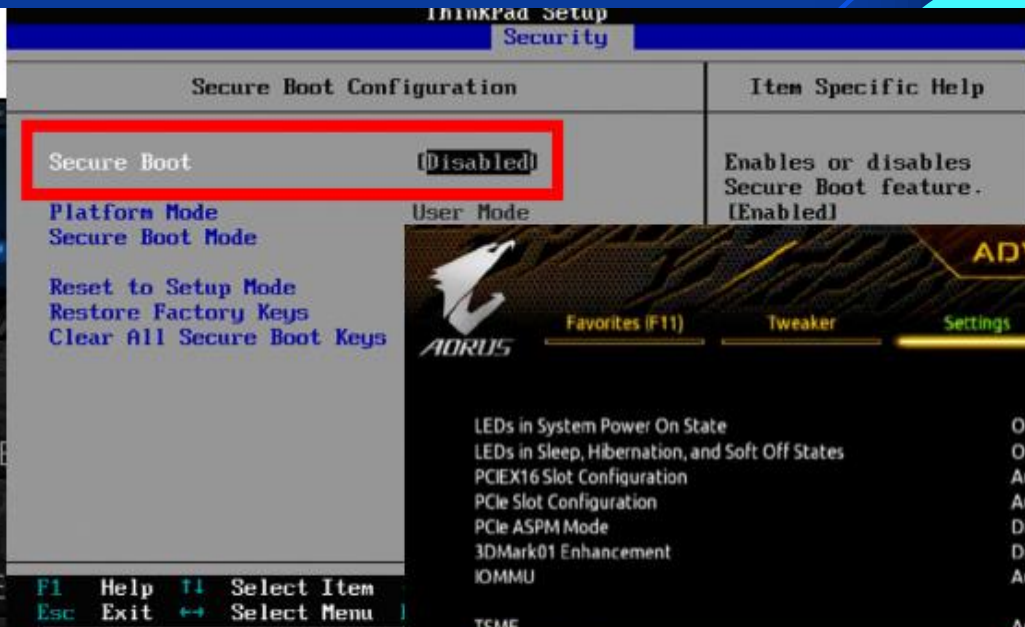 ThinkPad Setup
Security
Secure Boot Configuration
Item Specific Help
Secure Boot [Disabled]
Enables or disables
Secure Boot feature.
[Enabled]
Platform Mode User Mode
Secure Boot Mode
Reset to Setup Mode
Restore Factory Keys
Clear All Secure Boot Keys
F1 Help ↑↓ Select Item
Esc Exit ↔ Select Menu
AORUS
Favorites (F11) Tweaker Settings
LEDs in System Power On State
LEDs in Sleep, Hibernation, and Soft Off States
PCIEX16 Slot Configuration
PCIe Slot Configuration
PCIe ASPM Mode
3DMark01 Enhancement
IOMMU
TSME